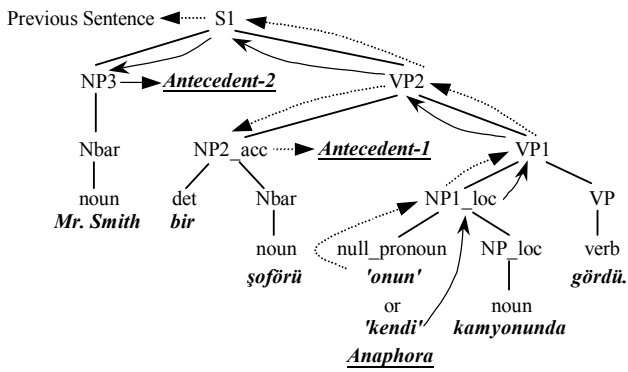 Previous Sentence S1
NP3 Antecedent-2 VP2
Nbar NP2_acc Antecedent-1 VP1
noun det Nbar NP1_loc VP
Mr. Smith bir
noun null_pronoun NP_loc verb
şoförü 'onun' gördü.
or noun
'kendi' kamyonunda
Anaphora